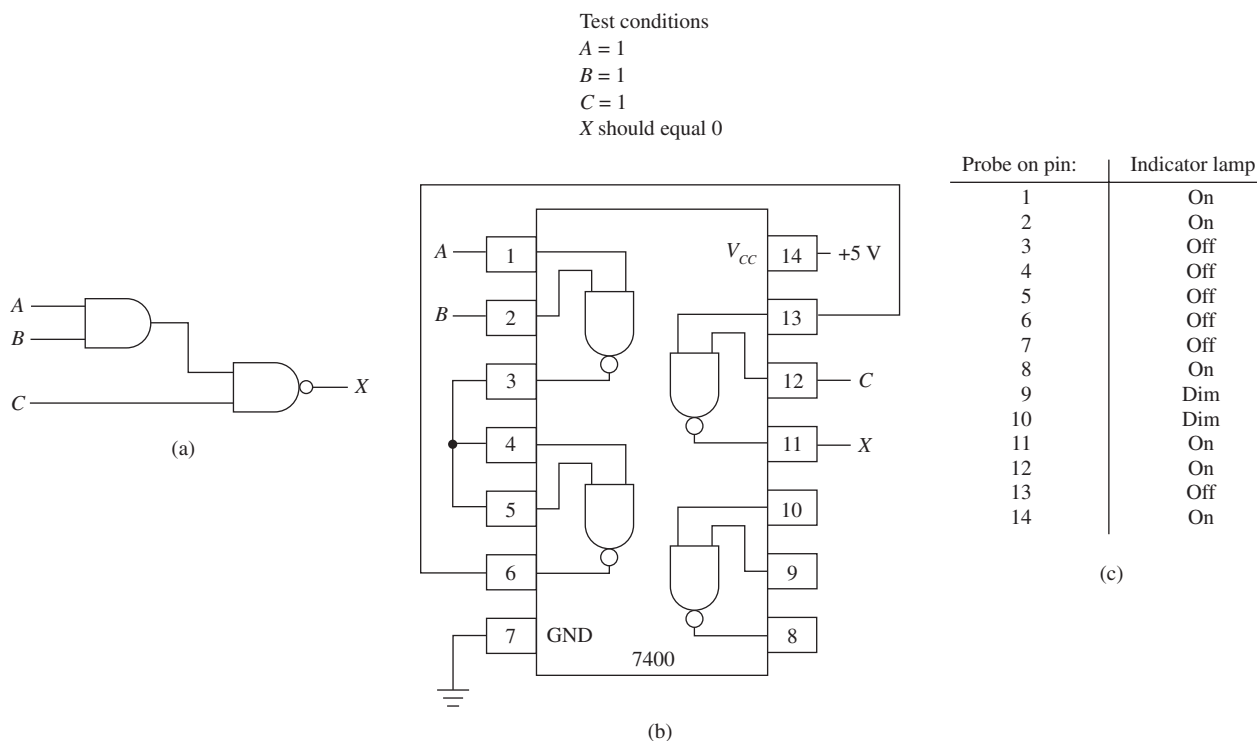 Test conditions
A = 1
B = 1
C = 1
X should equal 0
A
B
C
X
(a)
A
B
1
2
3
4
5
6
7
GND
7400
V_CC
14
+5 V
13
12
C
11
X
10
9
8
(b)
Probe on pin: Indicator lamp
1 On
2 On
3 Off
4 Off
5 Off
6 Off
7 Off
8 On
9 Dim
10 Dim
11 On
12 On
13 Off
14 On
(c)